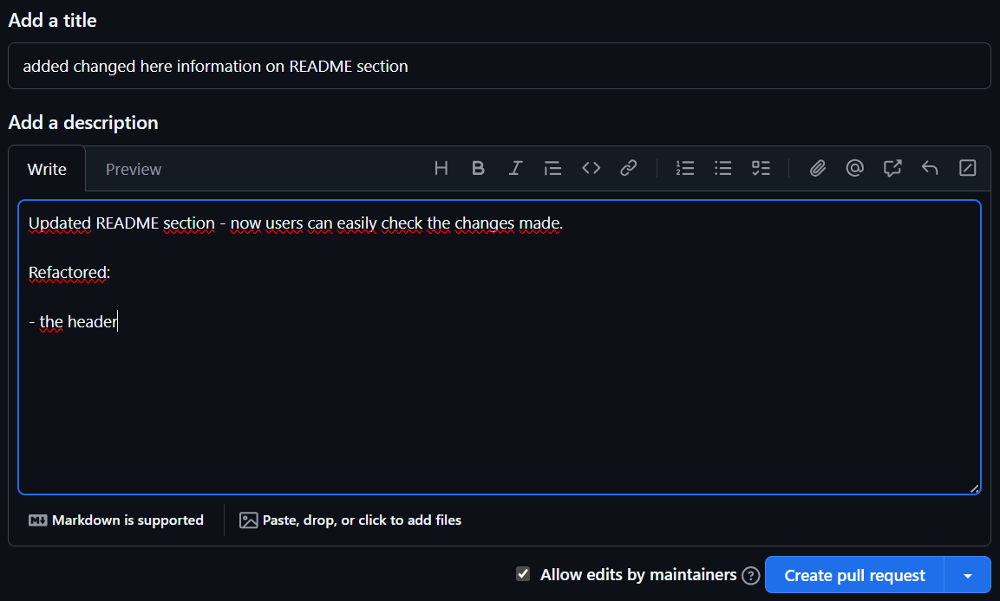 Add a title
added changed here information on README section
Add a description
Write Preview
Updated README section - now users can easily check the changes made.
Refactored:
- the header
Markdown is supported
Paste, drop, or click to add files
Allow edits by maintainers
Create pull request